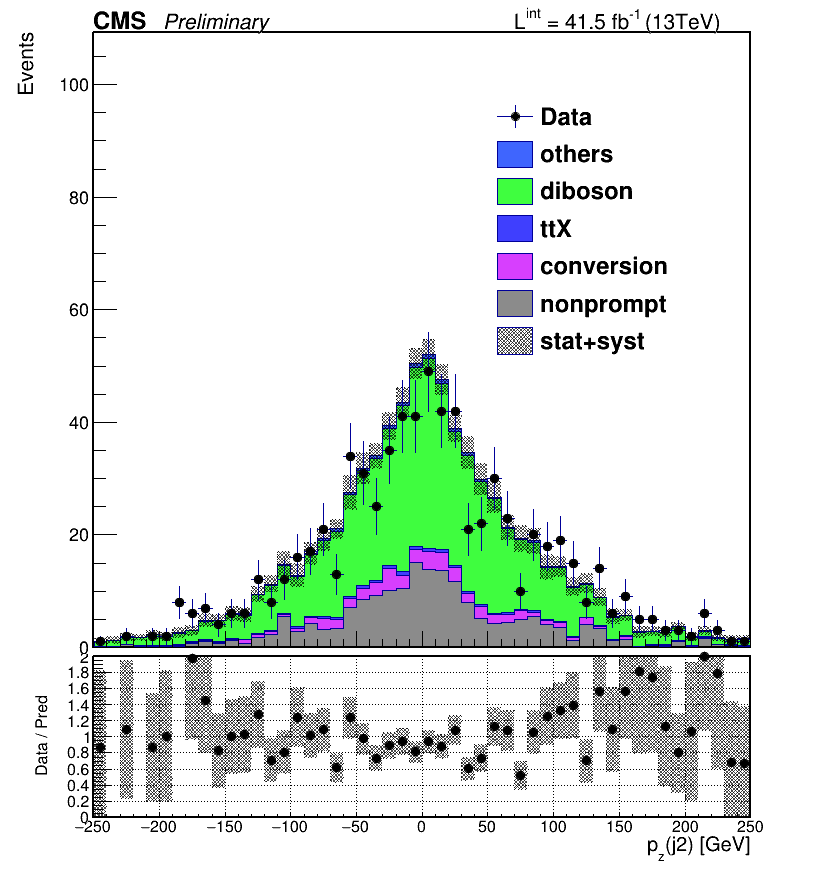 CMS Preliminary L^int = 41.5 fb^-1 (13TeV)
Events
100
80
60
40
20
0
Data
others
diboson
ttX
conversion
nonprompt
stat+syst
Data / Pred
2
1.8
1.6
1.4
1.2
1
0.8
0.6
0.4
0.2
0
−250 −200 −150 −100 −50 0 50 100 150 200 250
p_z(j2) [GeV]